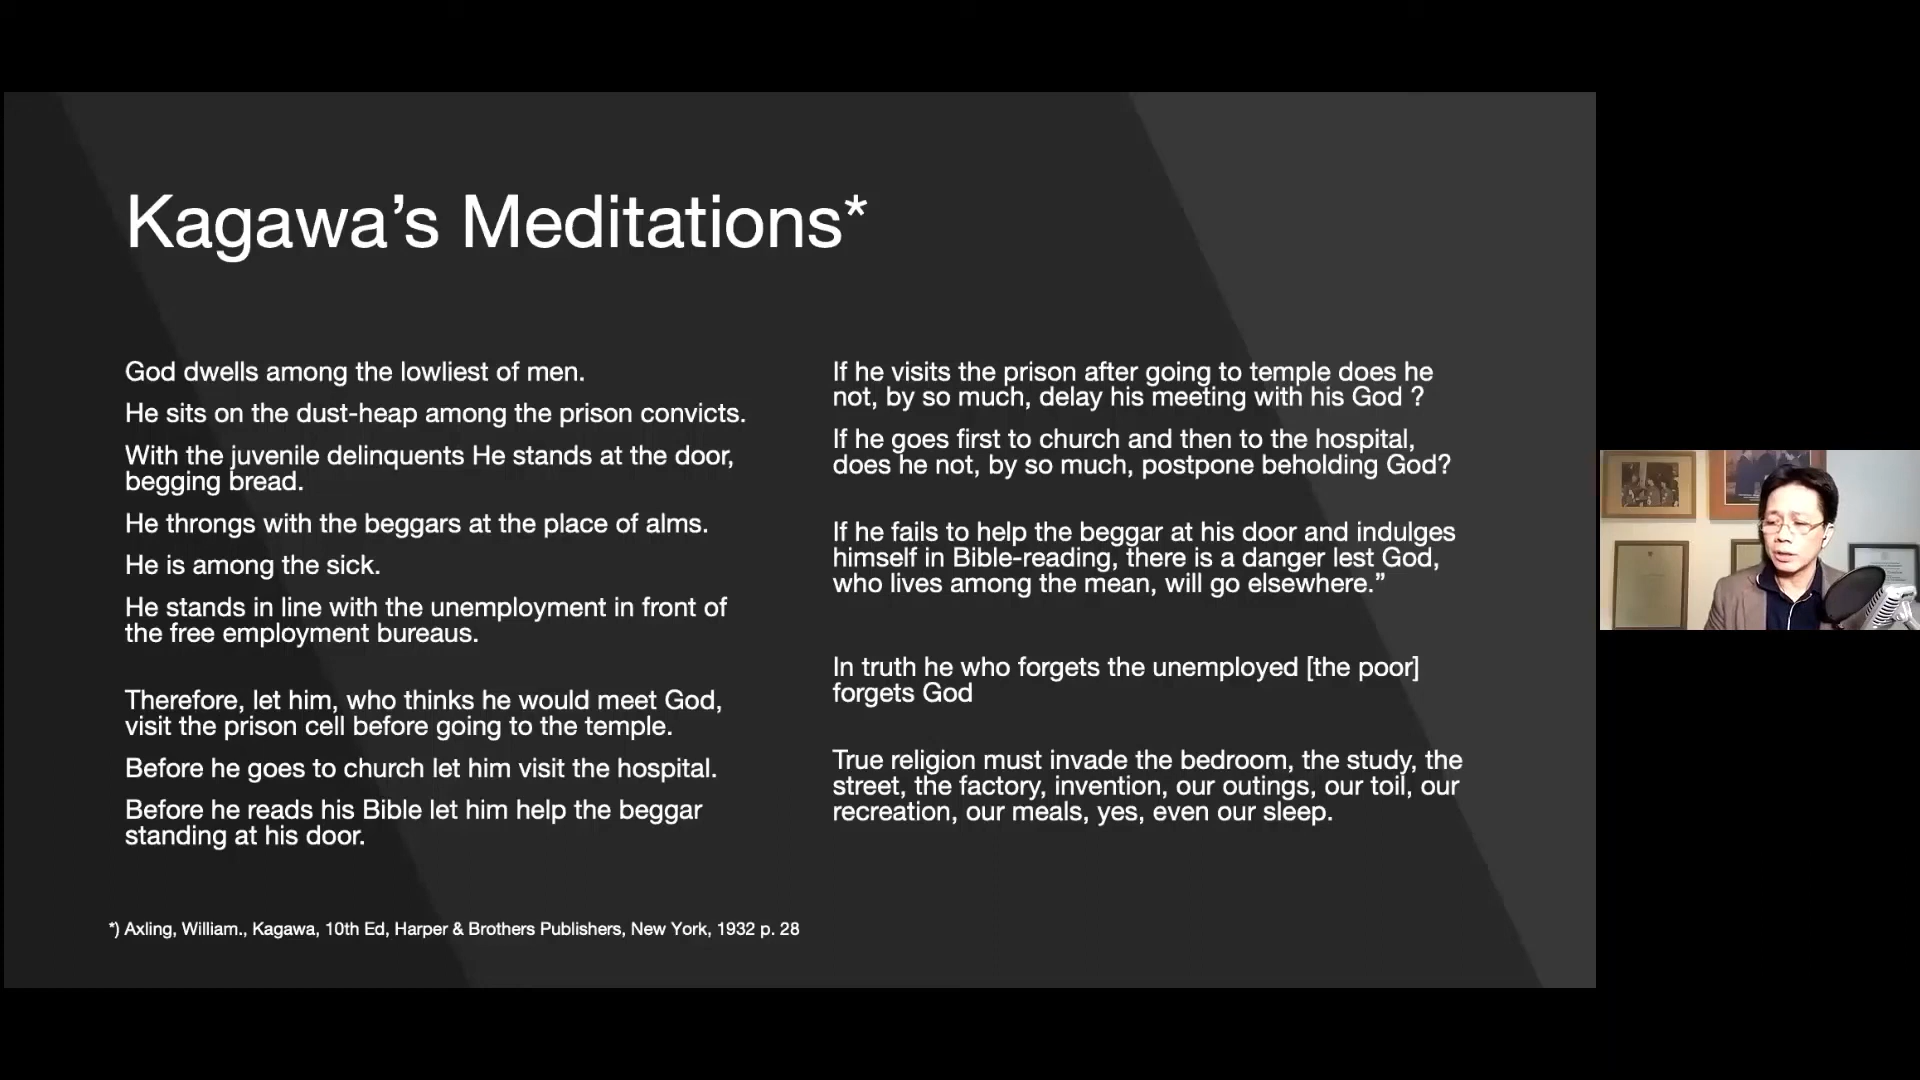 Kagawa’s Meditations*
God dwells among the lowliest of men.
He sits on the dust-heap among the prison convicts.
With the juvenile delinquents He stands at the door,
begging bread.
He throngs with the beggars at the place of alms.
He is among the sick.
He stands in line with the unemployment in front of
the free employment bureaus.
Therefore, let him, who thinks he would meet God,
visit the prison cell before going to the temple.
Before he goes to church let him visit the hospital.
Before he reads his Bible let him help the beggar
standing at his door.
If he visits the prison after going to temple does he
not, by so much, delay his meeting with his God ?
If he goes first to church and then to the hospital,
does he not, by so much, postpone beholding God?
If he fails to help the beggar at his door and indulges
himself in Bible-reading, there is a danger lest God,
who lives among the mean, will go elsewhere.”
In truth he who forgets the unemployed [the poor]
forgets God
True religion must invade the bedroom, the study, the
street, the factory, invention, our outings, our toil, our
recreation, our meals, yes, even our sleep.
*) Axling, William., Kagawa, 10th Ed, Harper & Brothers Publishers, New York, 1932 p. 28